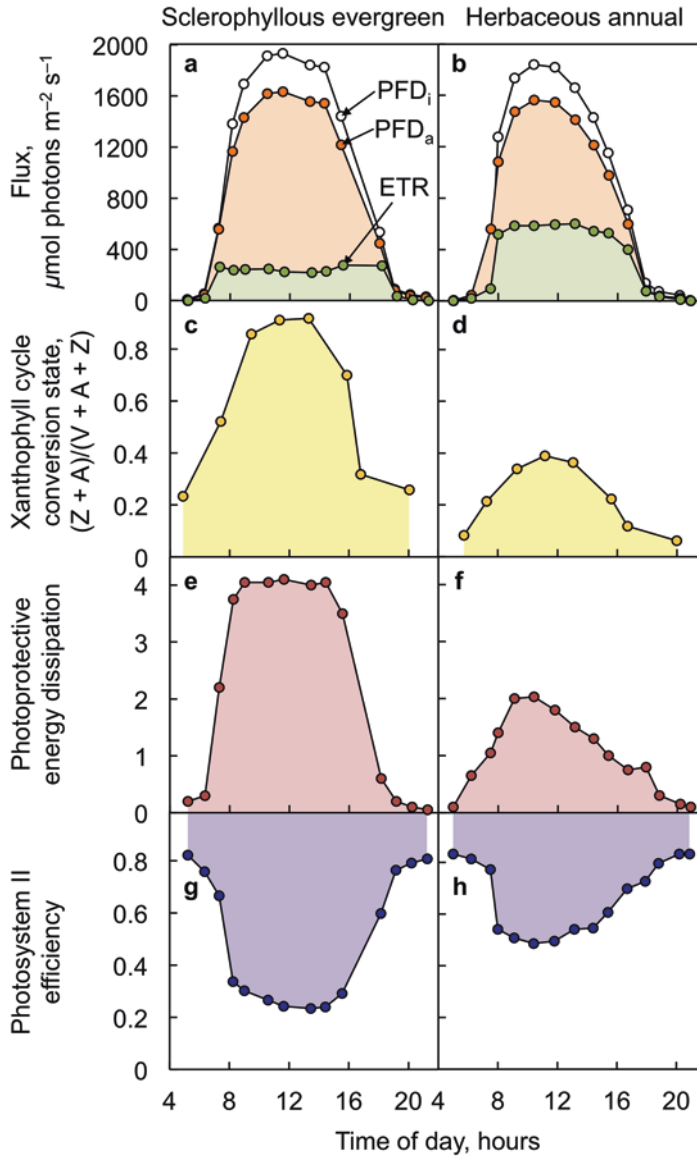 Sclerophyllous evergreen Herbaceous annual
Flux,
µmol photons m⁻² s⁻¹
2000
1600
1200
800
400
0
a
PFDᵢ
PFDₐ
ETR
b
Xanthophyll cycle
conversion state,
(Z + A)/(V + A + Z)
0.8
0.6
0.4
0.2
0
c
d
Photoprotective
energy dissipation
4
3
2
1
0
e
f
Photosystem II
efficiency
0.8
0.6
0.4
0.2
0
g
h
4 8 12 16 20 4 8 12 16 20
Time of day, hours